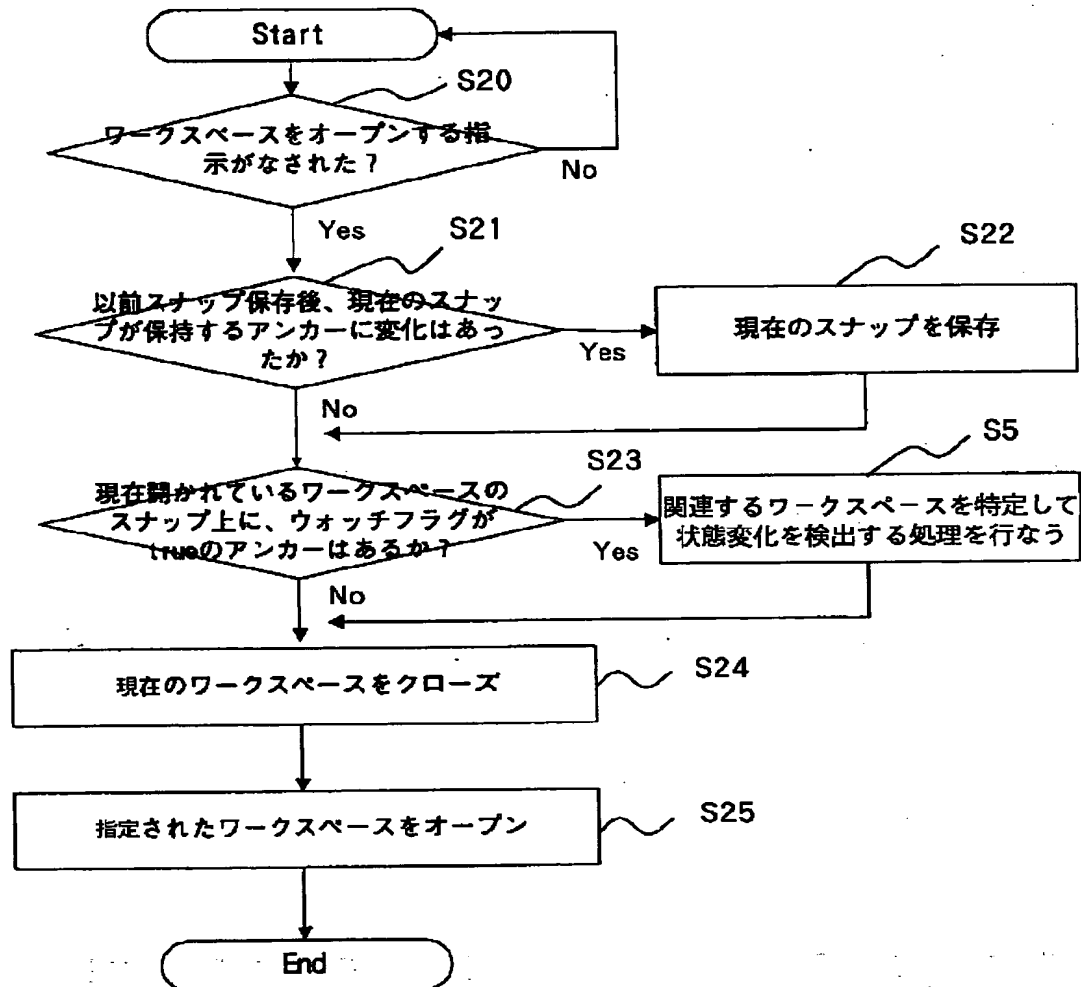 Start
S20
ワークスペースをオープンする指
示がなされた?
No
Yes
S21
以前スナップ保存後、現在のスナッ
プが保持するアンカーに変化はあっ
たか?
Yes
S22
現在のスナップを保存
No
S23
現在開かれているワークスペースの
スナップ上に、ウォッチフラグが
trueのアンカーはあるか?
Yes
S5
関連するワークスペースを特定して
状態変化を検出する処理を行なう
No
現在のワークスペースをクローズ
S24
指定されたワークスペースをオープン
S25
End